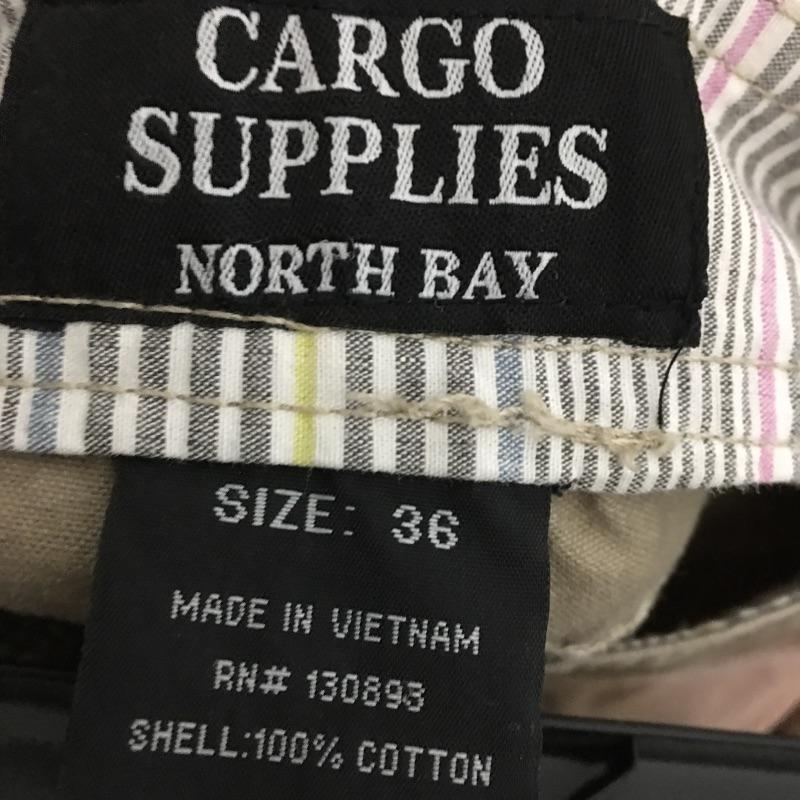 CARGO
SUPPLIES
NORTH BAY
SIZE: 36
MADE IN VIETNAM
RN# 130893
SHELL:100% COTTON